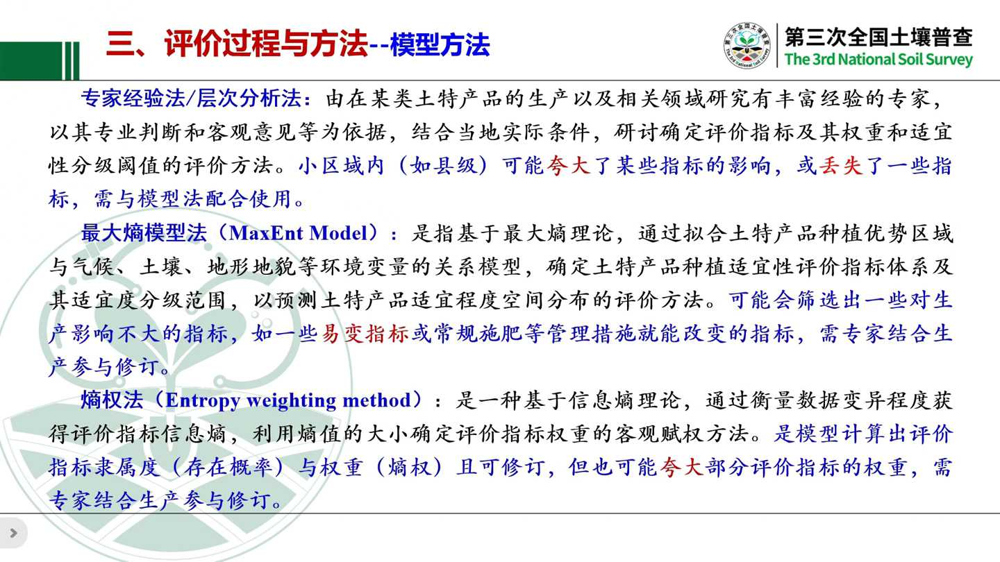 三、评价过程与方法--模型方法
第三次全国土壤普查
The 3rd National Soil Survey
第三次全国土壤普查
The 3rd National Soil Survey
专家经验法/层次分析法：由在某类土特产品的生产以及相关领域研究有丰富经验的专家，
以其专业判断和客观意见等为依据，结合当地实际条件，研讨确定评价指标及其权重和适宜
性分级阈值的评价方法。小区域内（如县级）可能夸大了某些指标的影响，或丢失了一些指
标，需与模型法配合使用。
最大熵模型法（MaxEnt Model）：是指基于最大熵理论，通过拟合土特产品种植优势区域
与气候、土壤、地形地貌等环境变量的关系模型，确定土特产品种植适宜性评价指标体系及
其适宜度分级范围，以预测土特产品适宜程度空间分布的评价方法。可能会筛选出一些对生
产影响不大的指标，如一些易变指标或常规施肥等管理措施就能改变的指标，需专家结合生
产参与修订。
熵权法（Entropy weighting method）：是一种基于信息熵理论，通过衡量数据变异程度获
得评价指标信息熵，利用熵值的大小确定评价指标权重的客观赋权方法。是模型计算出评价
指标隶属度（存在概率）与权重（熵权）且可修订，但也可能夸大部分评价指标的权重，需
专家结合生产参与修订。